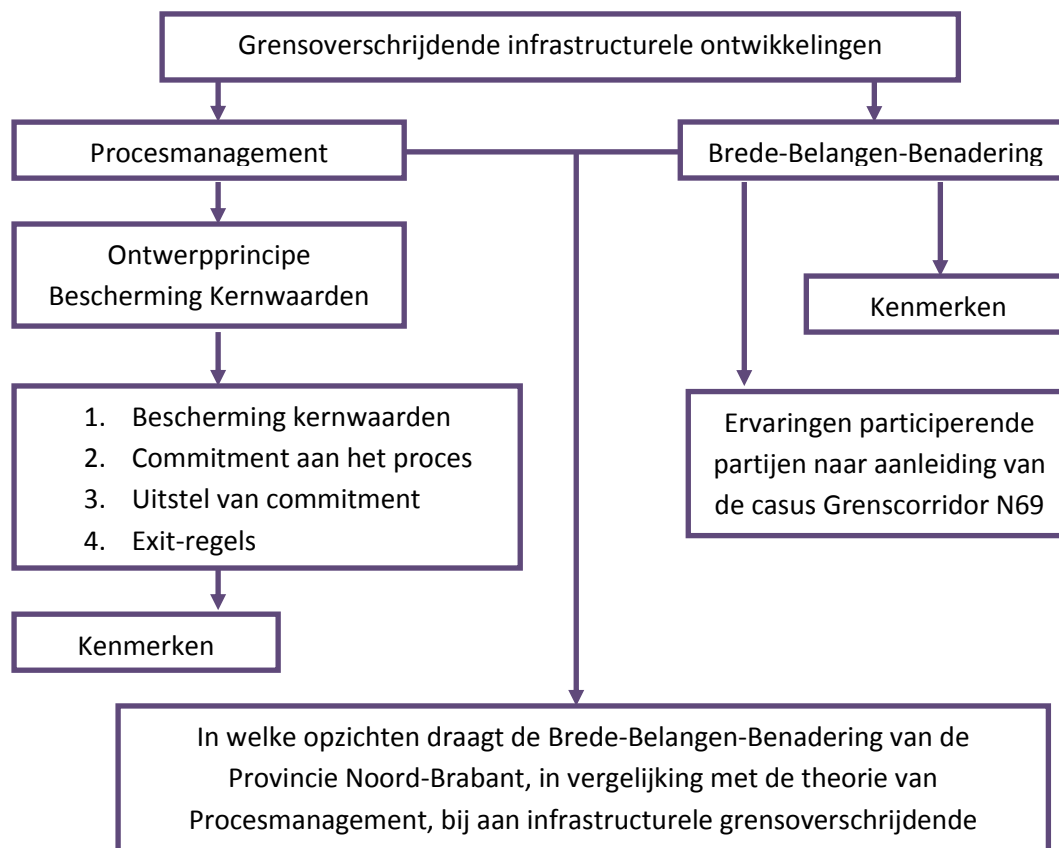 Grensoverschrijdende infrastructurele ontwikkelingen
Procesmanagement
Brede-Belangen-Benadering
Ontwerpprincipe
Bescherming Kernwaarden
Kenmerken
1. Bescherming kernwaarden
2. Commitment aan het proces
3. Uitstel van commitment
4. Exit-regels
Ervaringen participerende
partijen naar aanleiding van
de casus Grenscorridor N69
Kenmerken
In welke opzichten draagt de Brede-Belangen-Benadering van de
Provincie Noord-Brabant, in vergelijking met de theorie van
Procesmanagement, bij aan infrastructurele grensoverschrijdende